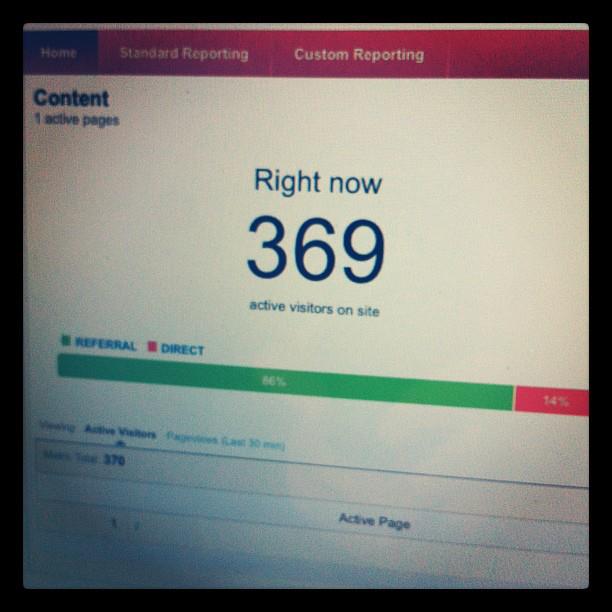 Home Standard Reporting Custom Reporting
Content
1 active pages
Right now
369
active visitors on site
REFERRAL DIRECT
86% 14%
Viewing: Active Visitors Pageviews (Last 30 min)
Metric Total: 370
Active Page
1 /